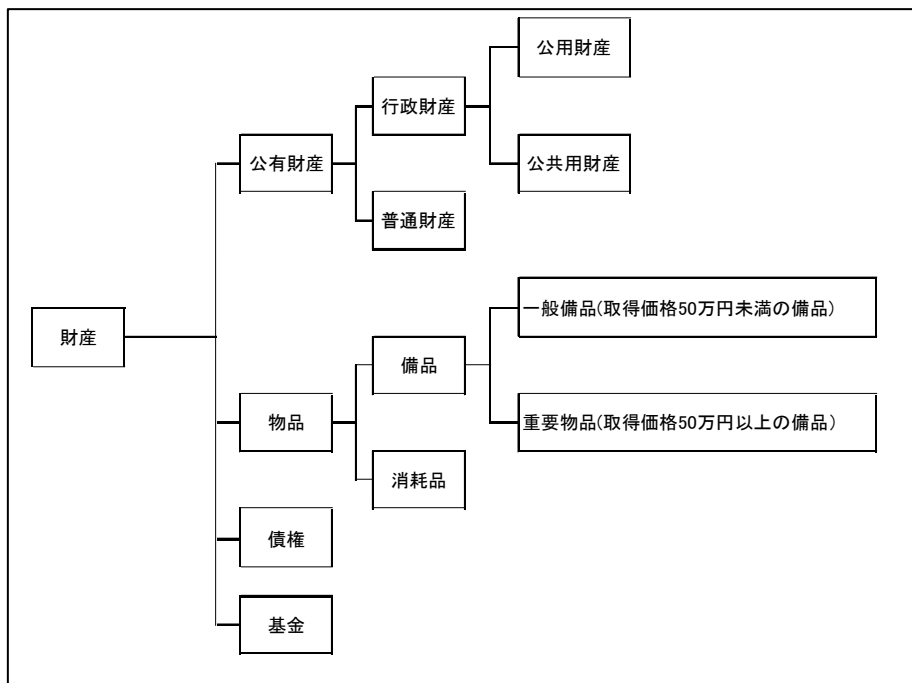 公用財産
行政財産
公有財産
公共用財産
普通財産
一般備品(取得価格50万円未満の備品)
財産
備品
物品
重要物品(取得価格50万円以上の備品)
消耗品
債権
基金